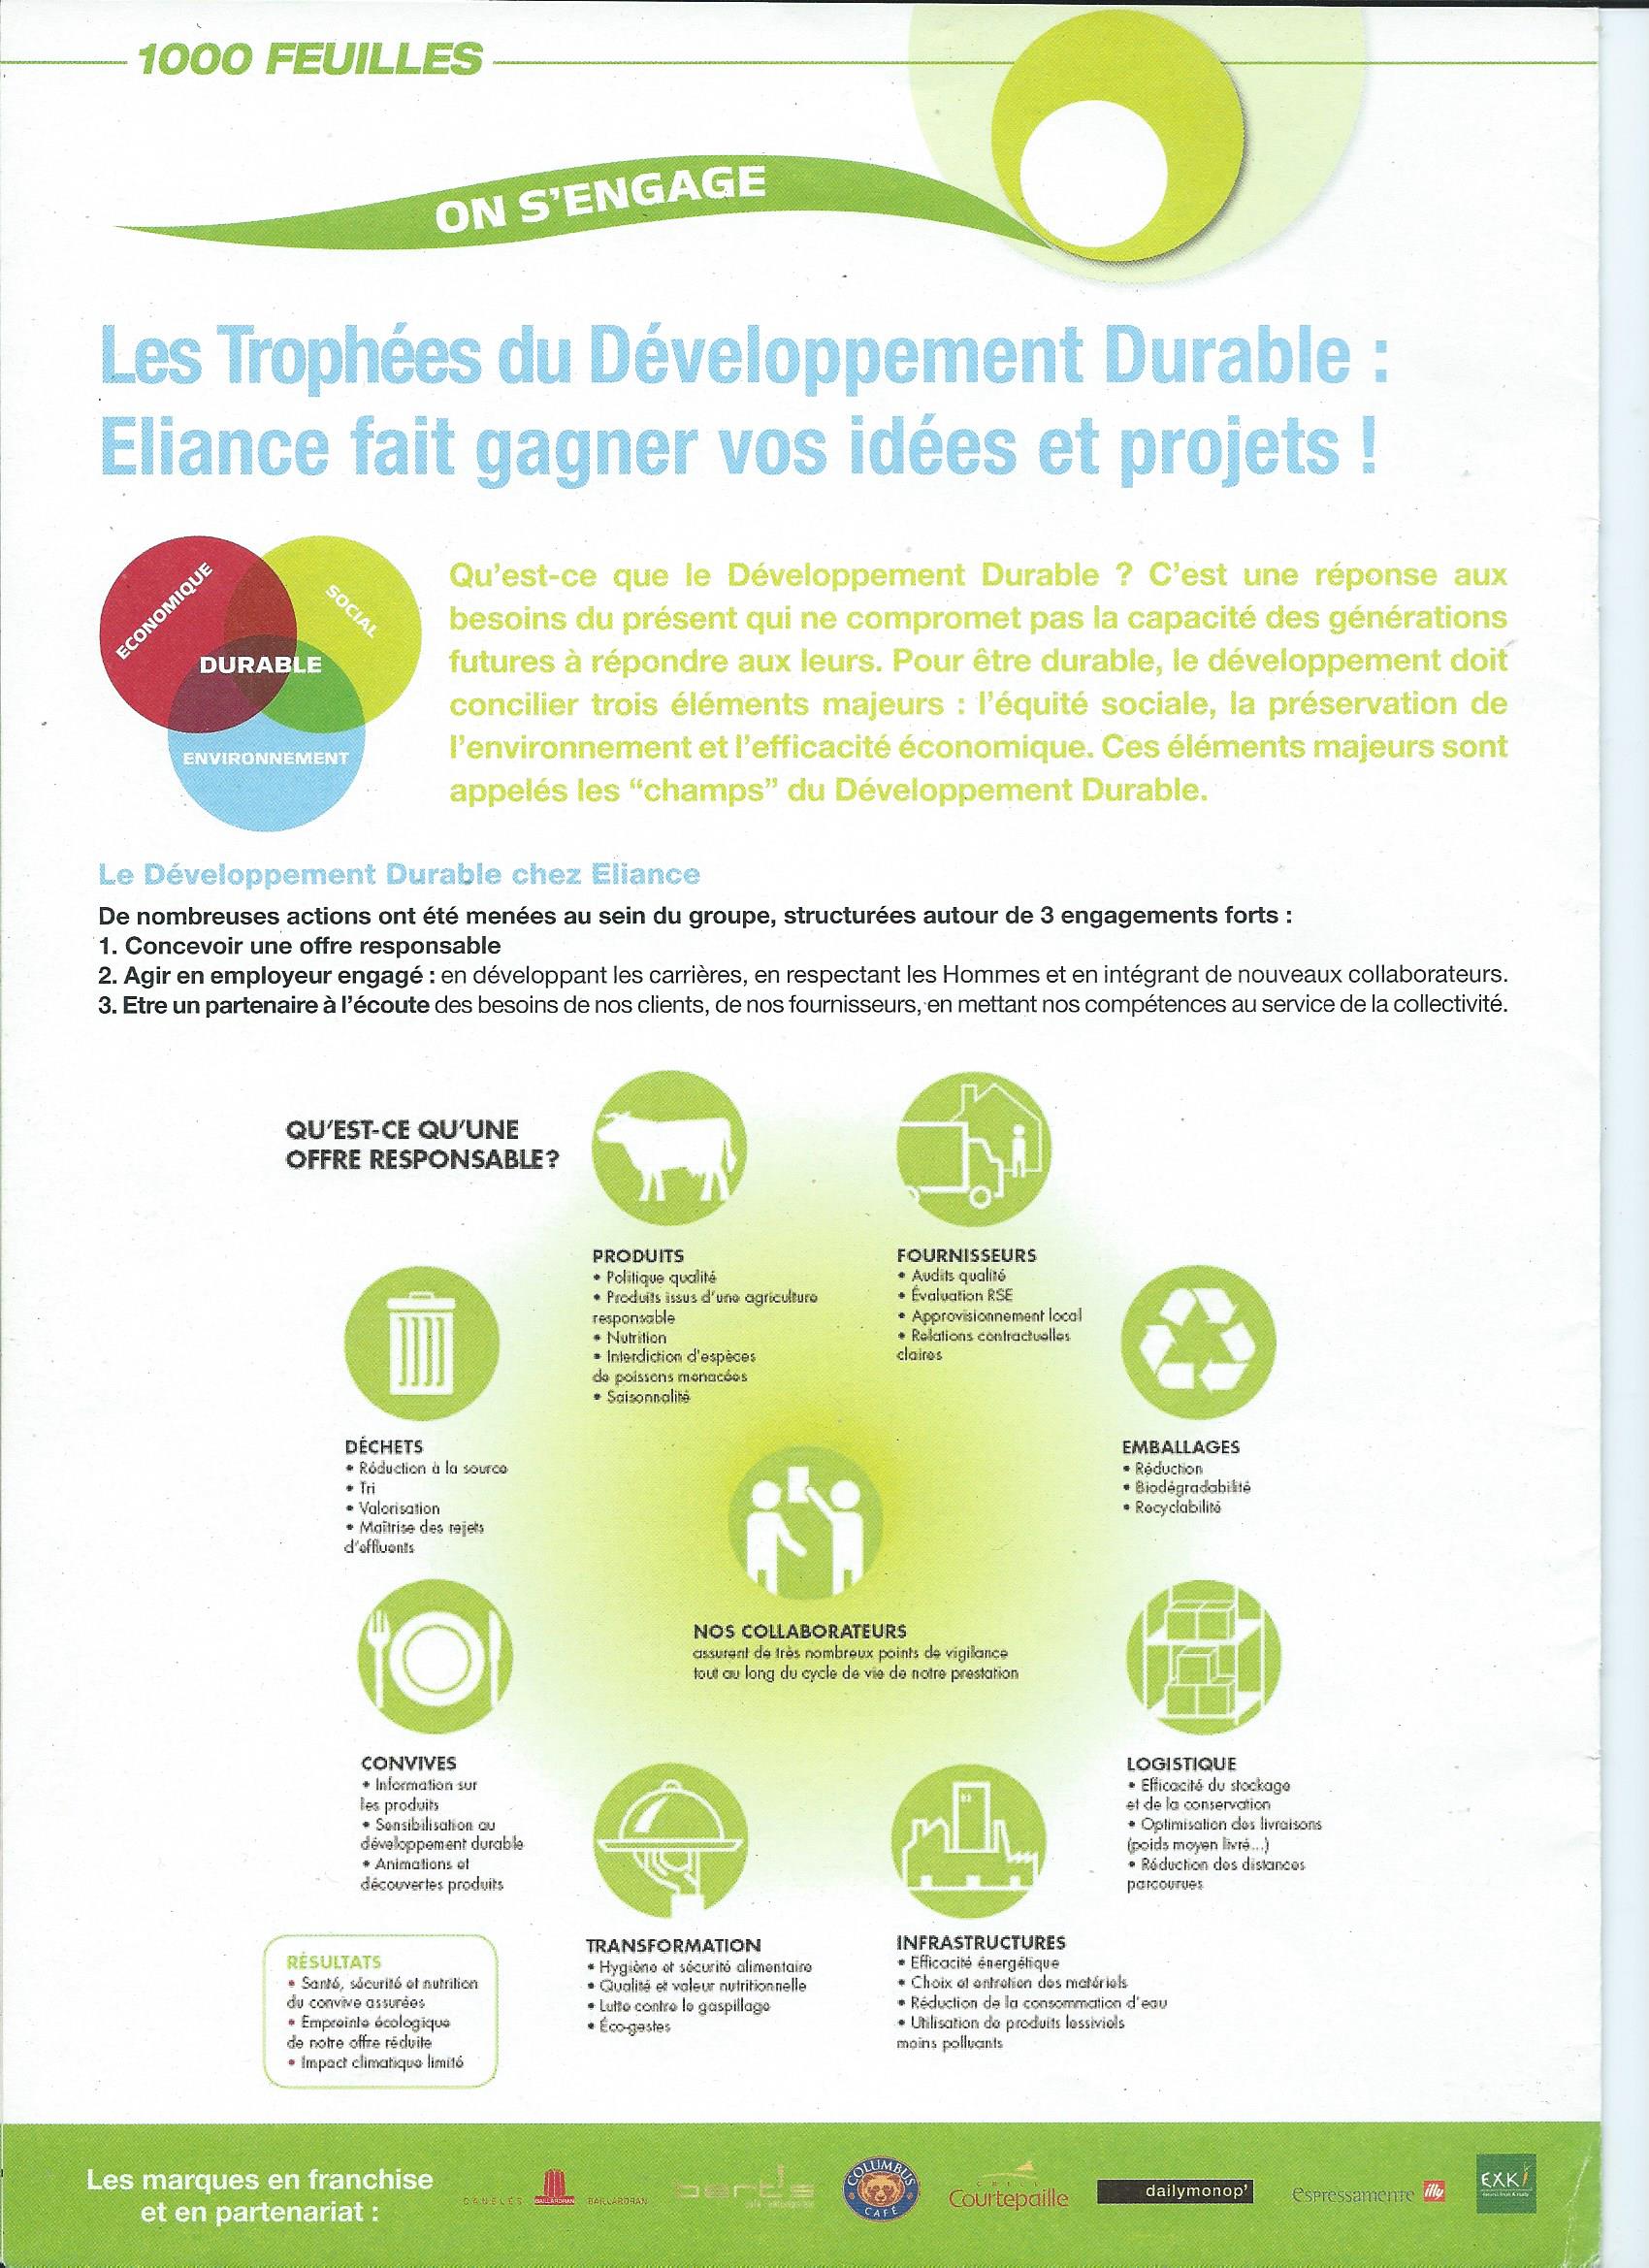 1000 FEUILLES
ON S'ENGAGE
Les Trophées du Développement Durable :
Eliance fait gagner vos idées et projets !
ECONOMIQUE
SOCIAL
DURABLE
ENVIRONNEMENT
Qu'est-ce que le Développement Durable ? C'est une réponse aux
besoins du présent qui ne compromet pas la capacité des générations
futures à répondre aux leurs. Pour être durable, le développement doit
concilier trois éléments majeurs : l'équité sociale, la préservation de
l'environnement et l'efficacité économique. Ces éléments majeurs sont
appelés les "champs" du Développement Durable.
Le Développement Durable chez Eliance
De nombreuses actions ont été menées au sein du groupe, structurées autour de 3 engagements forts :
1. Concevoir une offre responsable
2. Agir en employeur engagé : en développant les carrières, en respectant les Hommes et en intégrant de nouveaux collaborateurs.
3. Etre un partenaire à l'écoute des besoins de nos clients, de nos fournisseurs, en mettant nos compétences au service de la collectivité.
QU'EST-CE QU'UNE
OFFRE RESPONSABLE?
PRODUITS
• Politique qualité
• Produits issus d'une agriculture
responsable
• Nutrition
• Interdiction d'espèces
de poissons menacées
• Saisonnalité
FOURNISSEURS
• Audits qualité
• Évaluation RSE
• Approvisionnement local
• Relations contractuelles
claires
DÉCHETS
• Réduction à la source
• Tri
• Valorisation
• Maîtrise des rejets
d'effluents
EMBALLAGES
• Réduction
• Biodégradabilité
• Recyclabilité
NOS COLLABORATEURS
assurent de très nombreux points de vigilance
tout au long du cycle de vie de notre prestation
CONVIVES
• Information sur
les produits
• Sensibilisation au
développement durable
• Animations et
découvertes produits
LOGISTIQUE
• Efficacité du stockage
et de la conservation
• Optimisation des livraisons
(poids moyen livré...)
• Réduction des distances
parcourues
TRANSFORMATION
• Hygiène et sécurité alimentaire
• Qualité et valeur nutritionnelle
• Lutte contre le gaspillage
• Éco-gestes
INFRASTRUCTURES
• Efficacité énergétique
• Choix et entretien des matériels
• Réduction de la consommation d'eau
• Utilisation de produits lessiviels
moins polluants
RÉSULTATS
• Santé, sécurité et nutrition
du convive assurées
• Empreinte écologique
de notre offre réduite
• Impact climatique limité
Les marques en franchise
et en partenariat :
CANELÉS BAILLARDRAN BAILLARDRAN
bert's
COLUMBUS
CAFÉ
Courtepaille
dailymonop'
espressamente illy
EXKi